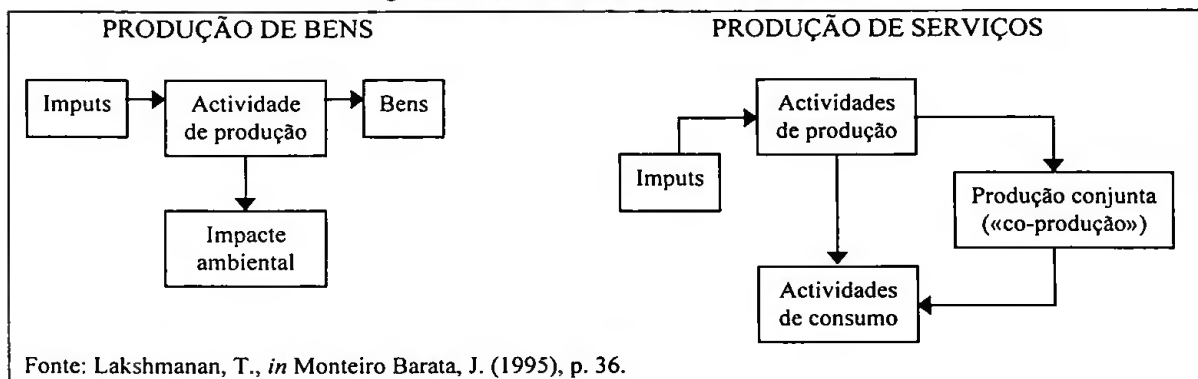 PRODUÇÃO DE BENS
Imputs
Actividade
de produção
Bens
Impacte
ambiental
PRODUÇÃO DE SERVIÇOS
Actividades
de produção
Imputs
Produção conjunta
(«co-produção»)
Actividades
de consumo
Fonte: Lakshmanan, T., in Monteiro Barata, J. (1995), p. 36.